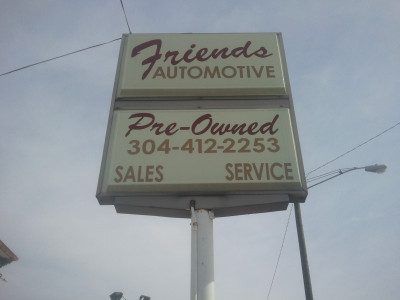 Friends
AUTOMOTIVE
Pre-Owned
304-412-2253
SALES SERVICE